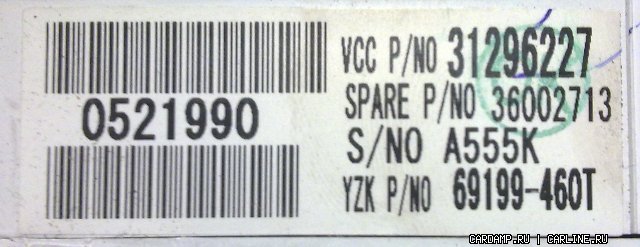 0521990
VCC P/NO 31296227
SPARE P/NO 36002713
S/NO A555K
YZK P/NO 69199-460T
CARDAMP.RU | CARLINE.RU